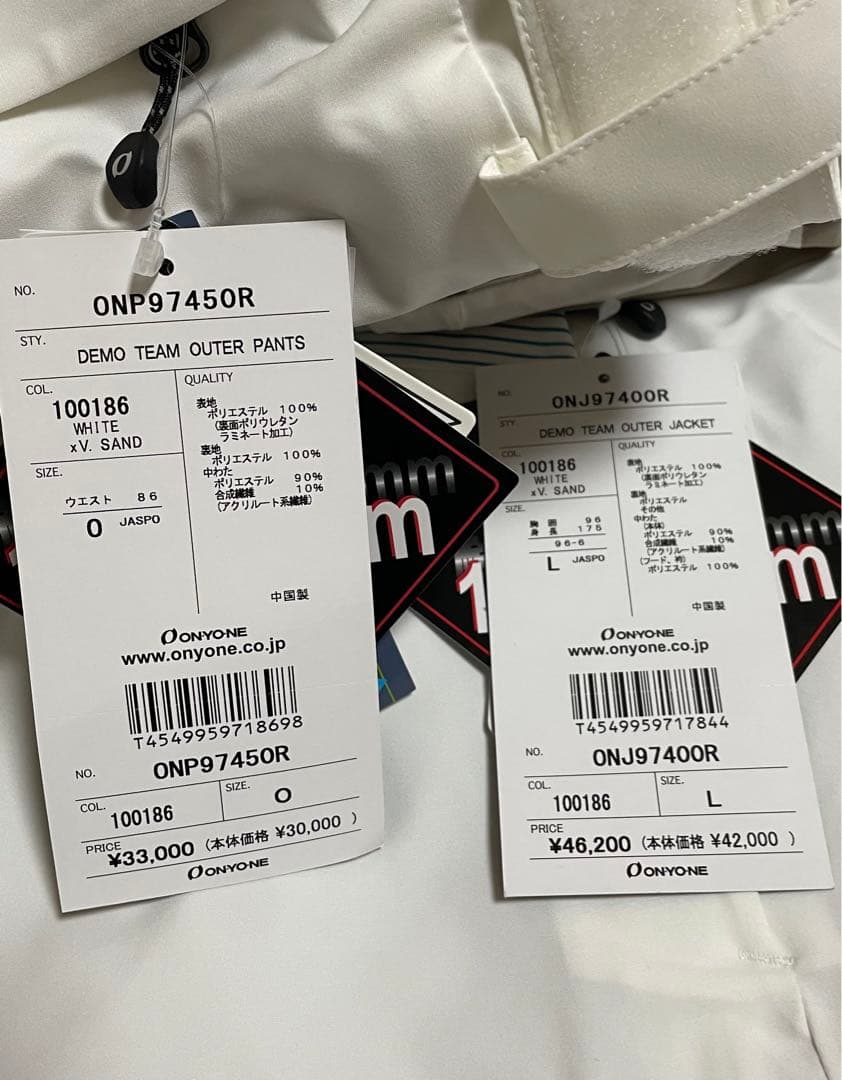 NO.
ONP97450R
STY.
DEMO TEAM OUTER PANTS
COL.
100186
WHITE
xV. SAND
SIZE.
ウエスト 86
O JASPO
QUALITY
表地
ポリエステル 100%
(裏面ポリウレタン
ラミネート加工)
裏地
ポリエステル 100%
中わた
ポリエステル 90%
合成繊維 10%
(アクリルート系繊維)
中国製
ONYONE
www.onyone.co.jp
T4549959718698
NO. ONP97450R
COL. 100186
SIZE. O
PRICE ¥33,000 (本体価格 ¥30,000 )
ONYONE
mm
m
NO.
ONJ97400R
STY.
DEMO TEAM OUTER JACKET
COL.
100186
WHITE
xV. SAND
SIZE.
胸囲 96
身長 175
96-6
L JASPO
QUALITY
表地
ポリエステル 100%
(裏面ポリウレタン
ラミネート加工)
裏地
ポリエステル
その他
中わた
(本体)
ポリエステル 90%
合成繊維 10%
(アクリルート系繊維)
(フード、衿)
ポリエステル 100%
中国製
ONYONE
www.onyone.co.jp
T4549959717844
NO. ONJ97400R
COL. 100186
SIZE. L
PRICE
¥46,200 (本体価格 ¥42,000 )
ONYONE
mm
m